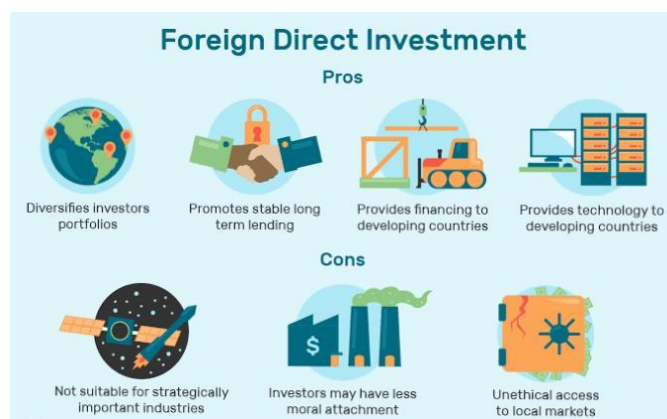 Foreign Direct Investment
Pros
Diversifies investors
portfolios
Promotes stable long
term lending
Provides financing to
developing countries
Provides technology to
developing countries
Cons
$
Not suitable for strategically
important industries
Investors may have less
moral attachment
Unethical access
to local markets